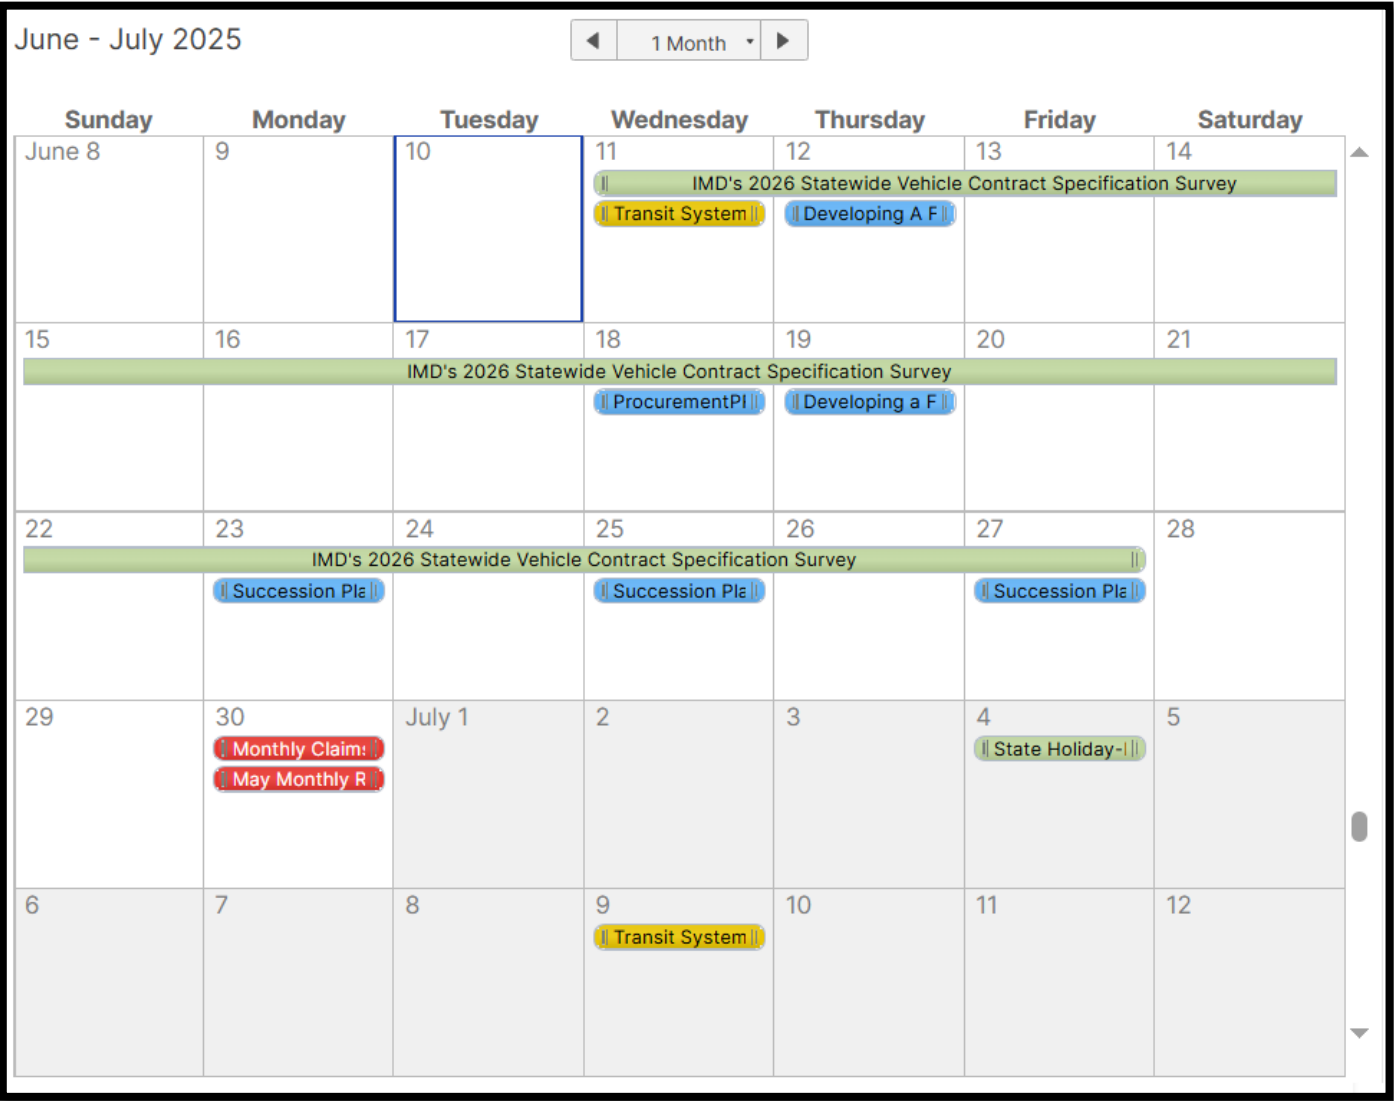 June - July 2025
1 Month
Sunday Monday Tuesday Wednesday Thursday Friday Saturday
June 8 9 10 11 12 13 14
IMD's 2026 Statewide Vehicle Contract Specification Survey
Transit System Developing A F
15 16 17 18 19 20 21
IMD's 2026 Statewide Vehicle Contract Specification Survey
ProcurementPl Developing a F
22 23 24 25 26 27 28
IMD's 2026 Statewide Vehicle Contract Specification Survey
Succession Pla Succession Pla Succession Pla
29 30 July 1 2 3 4 5
Monthly Claims State Holiday-
May Monthly R
6 7 8 9 10 11 12
Transit System